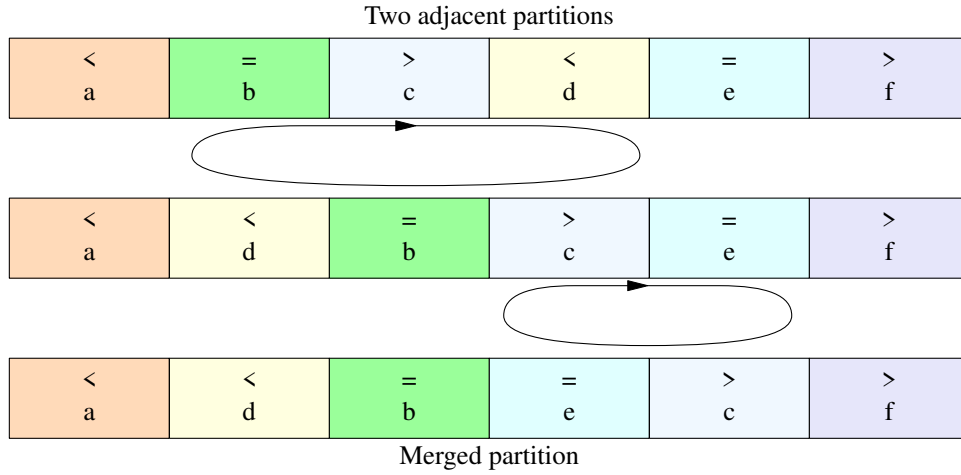 Two adjacent partitions
< = > < = >
a b c d e f
< < = > = >
a d b c e f
< < = = > >
a d b e c f
Merged partition